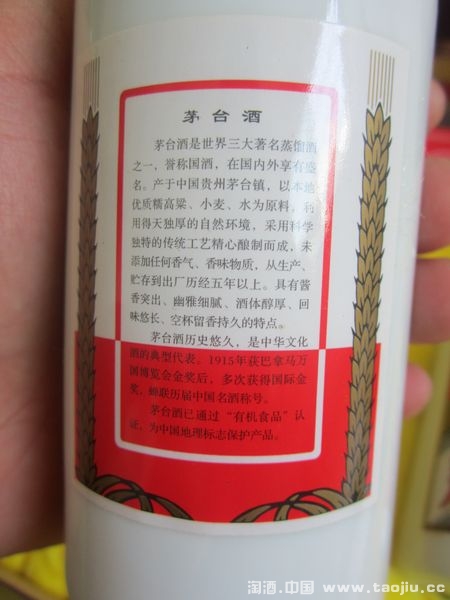 茅台酒
茅台酒是世界三大著名蒸馏酒
之一，誉称国酒，在国内外享有盛
名。产于中国贵州茅台镇，以本地
优质糯高粱、小麦、水为原料，利
用得天独厚的自然环境，采用科学
独特的传统工艺精心酿制而成，未
添加任何香气、香味物质，从生产、
贮存到出厂历经五年以上。具有酱
香突出、幽雅细腻、酒体醇厚、回
味悠长、空杯留香持久的特点。
茅台酒历史悠久，是中华文化
酒的典型代表。1915年获巴拿马万
国博览会金奖后，多次获得国际金
奖，蝉联历届中国名酒称号。
茅台酒已通过“有机食品”认
证，为中国地理标志保护产品。
淘酒.中国 www.taojiu.cc